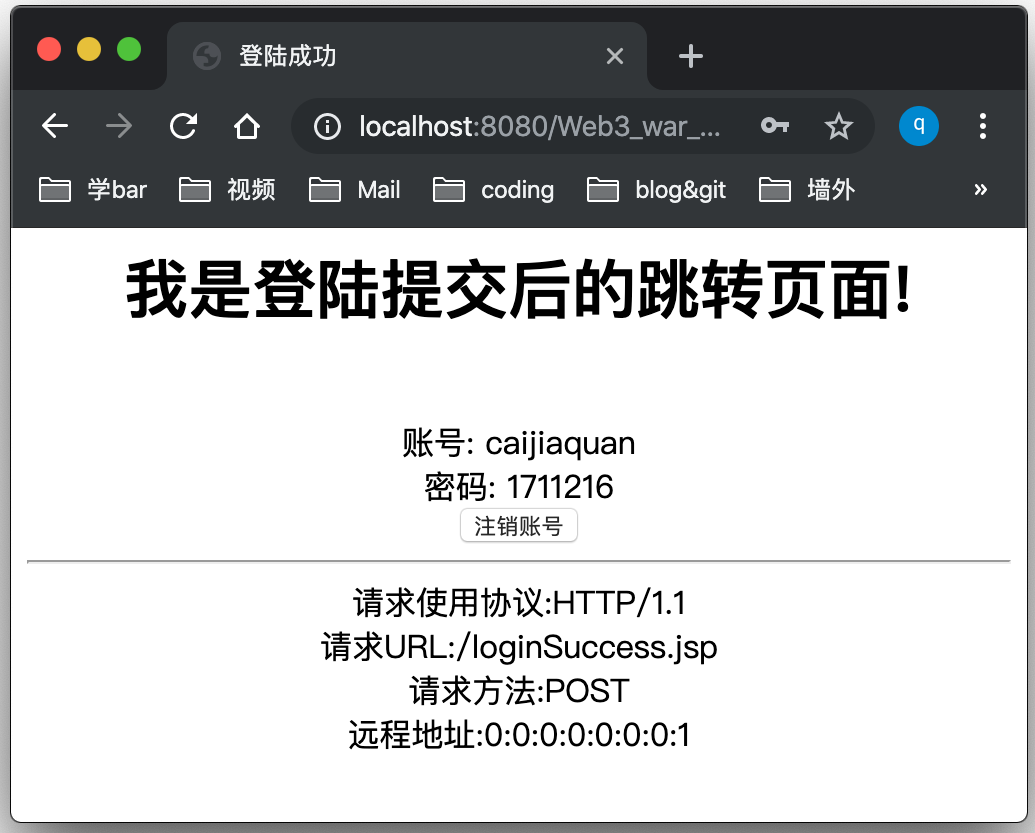 登陆成功
localhost:8080/Web3_war_...
q
学bar 视频 Mail coding blog&git 墙外 »
我是登陆提交后的跳转页面!
账号: caijiaquan
密码: 1711216
注销账号
请求使用协议:HTTP/1.1
请求URL:/loginSuccess.jsp
请求方法:POST
远程地址:0:0:0:0:0:0:0:1